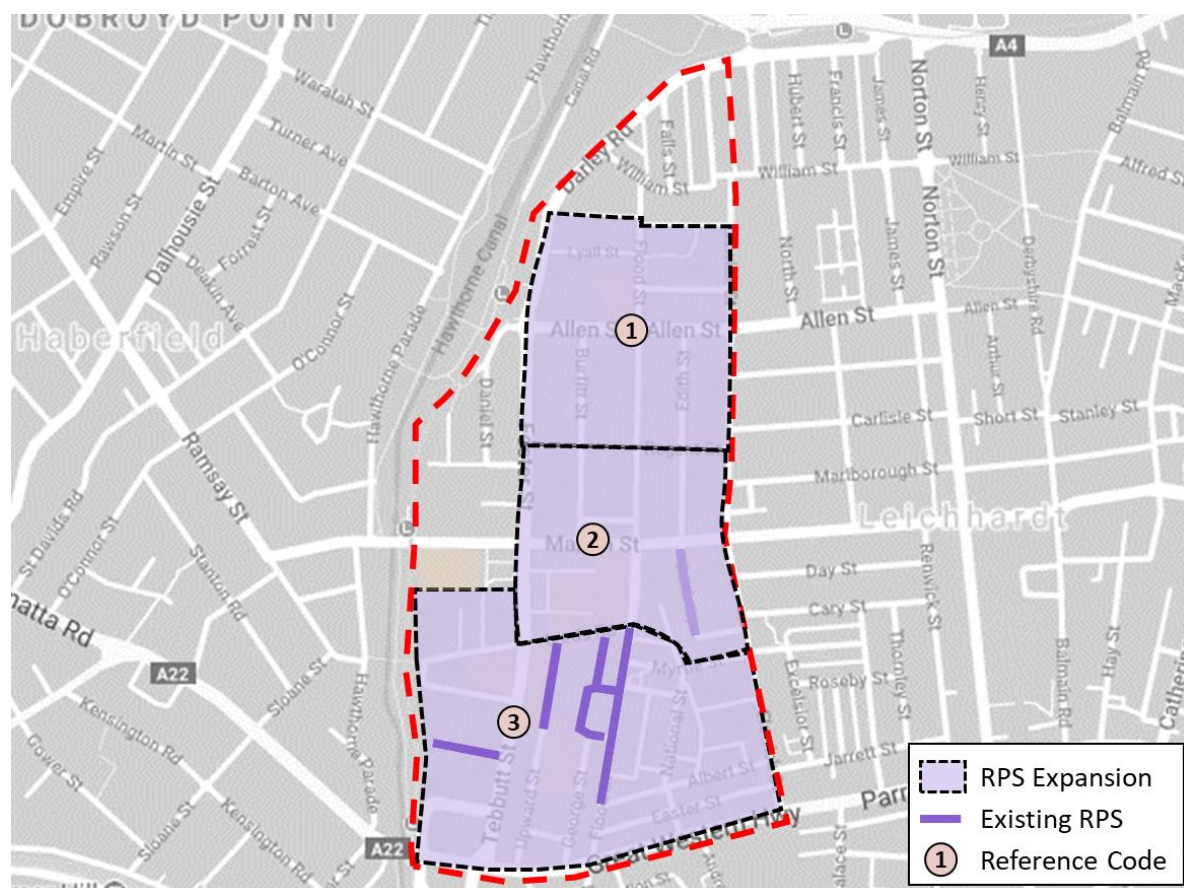 DOBROYD POINT
Waratah St
Martin St
Turner Ave
Empire St
Barton Ave
Rawson St
Dalhousie St
Forrest St
Deakin Ave
O'Connor St
Haberfield
Hawthorne Parade
Hawthorne Canal
Canal Rd
Darley Rd
Falls St
William St
Hubert St
Francis St
James St
Norton St
Henry St
A4
Balmain Rd
Alfred St
William St
William St
North St
James St
Norton St
Derbyshire Rd
Lyall St
Flood St
1
Allen St
Allen St
Allen St
Allen St
Arthur St
Burfitt St
Edith St
Daniel St
Carlisle St
Short St
Stanley St
Marlborough St
Ramsay St
Hawthorne Parade
St Davids Rd
O'Connor St
Stanton Rd
Leichhardt
2
Day St
Cary St
Renwick St
Thornley St
Balmain Rd
Hay St
Excelsior St
Roseby St
Myrtle St
National St
Jarrett St
Albert St
Easter St
matta Rd
A22
Sloane St
Kensington Rd
Gower St
Hawthorne Parade
Sloane St
Kensington Rd
A22
3
Tebbutt St
Upward St
George St
Great Western Hwy
RPS Expansion
Existing RPS
1 Reference Code